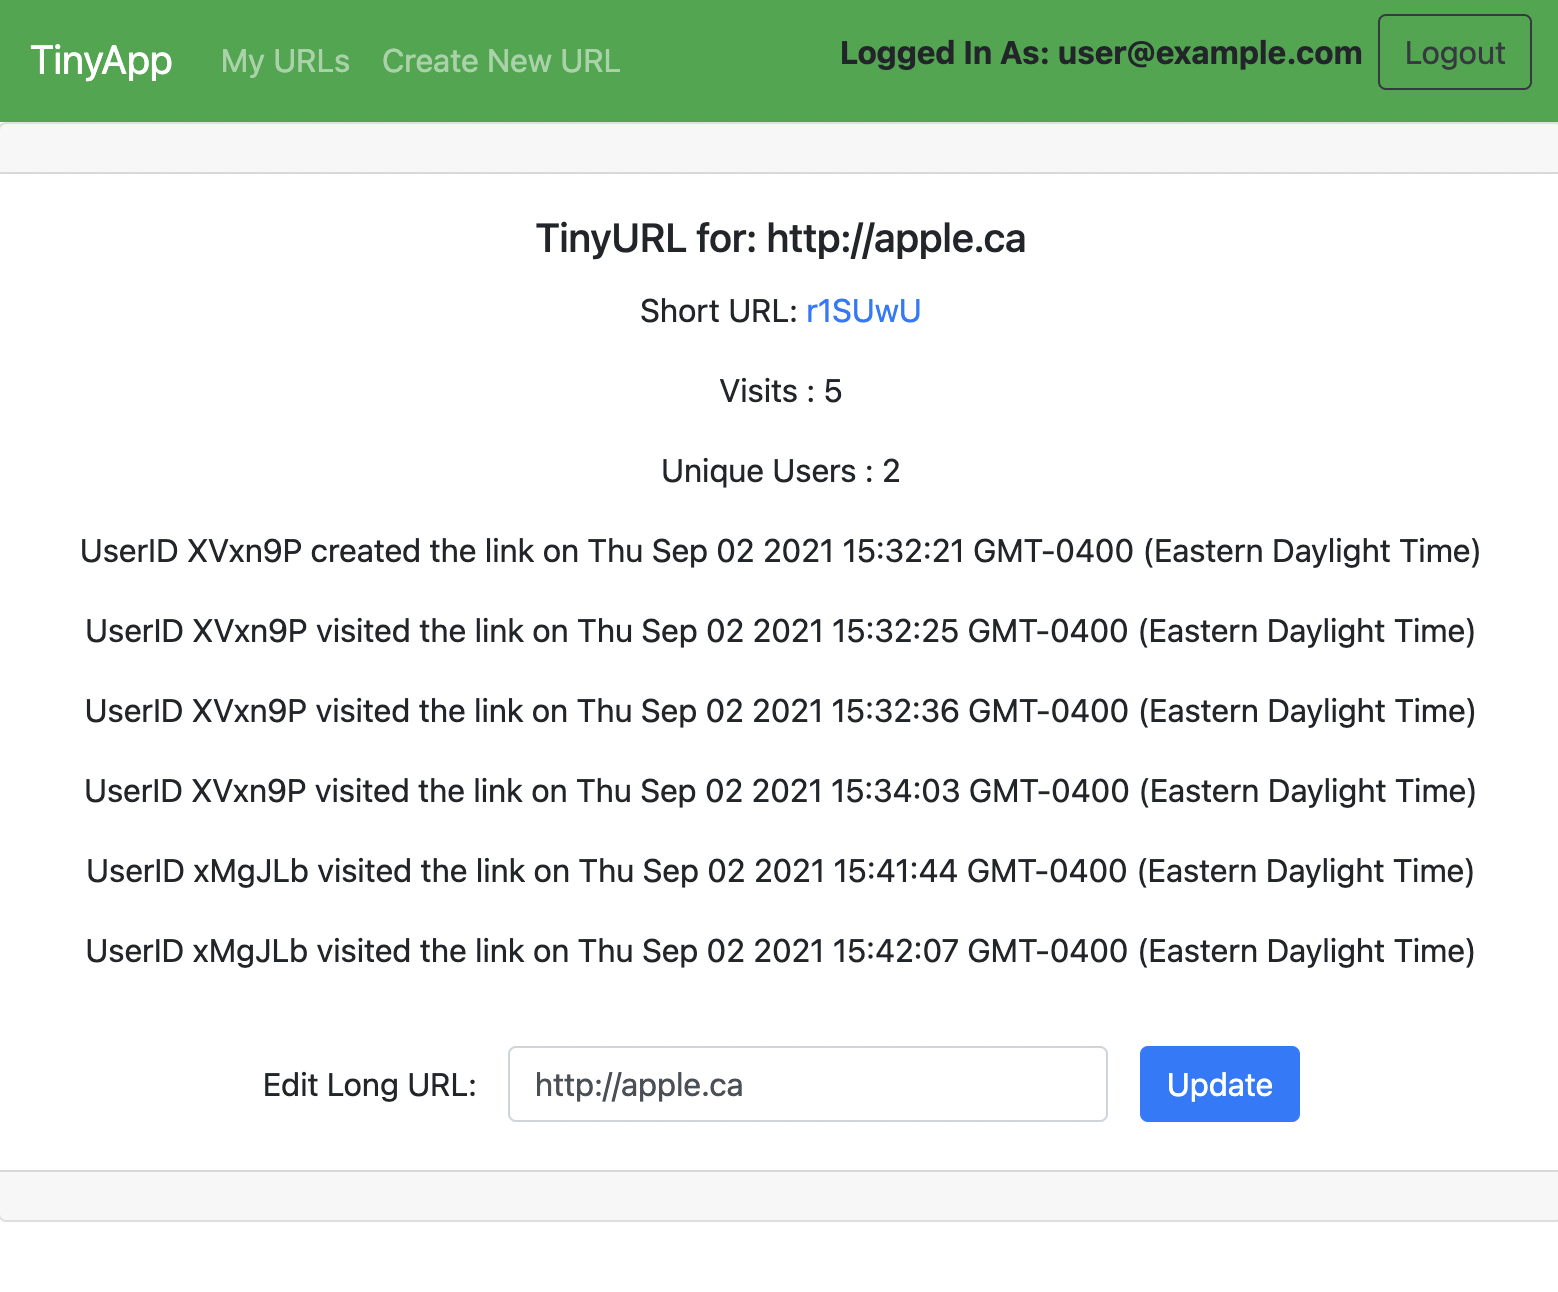 TinyApp My URLs Create New URL Logged In As: user@example.com Logout
TinyURL for: http://apple.ca
Short URL: r1SUwU
Visits : 5
Unique Users : 2
UserID XVxn9P created the link on Thu Sep 02 2021 15:32:21 GMT-0400 (Eastern Daylight Time)
UserID XVxn9P visited the link on Thu Sep 02 2021 15:32:25 GMT-0400 (Eastern Daylight Time)
UserID XVxn9P visited the link on Thu Sep 02 2021 15:32:36 GMT-0400 (Eastern Daylight Time)
UserID XVxn9P visited the link on Thu Sep 02 2021 15:34:03 GMT-0400 (Eastern Daylight Time)
UserID xMgJLb visited the link on Thu Sep 02 2021 15:41:44 GMT-0400 (Eastern Daylight Time)
UserID xMgJLb visited the link on Thu Sep 02 2021 15:42:07 GMT-0400 (Eastern Daylight Time)
Edit Long URL: http://apple.ca Update